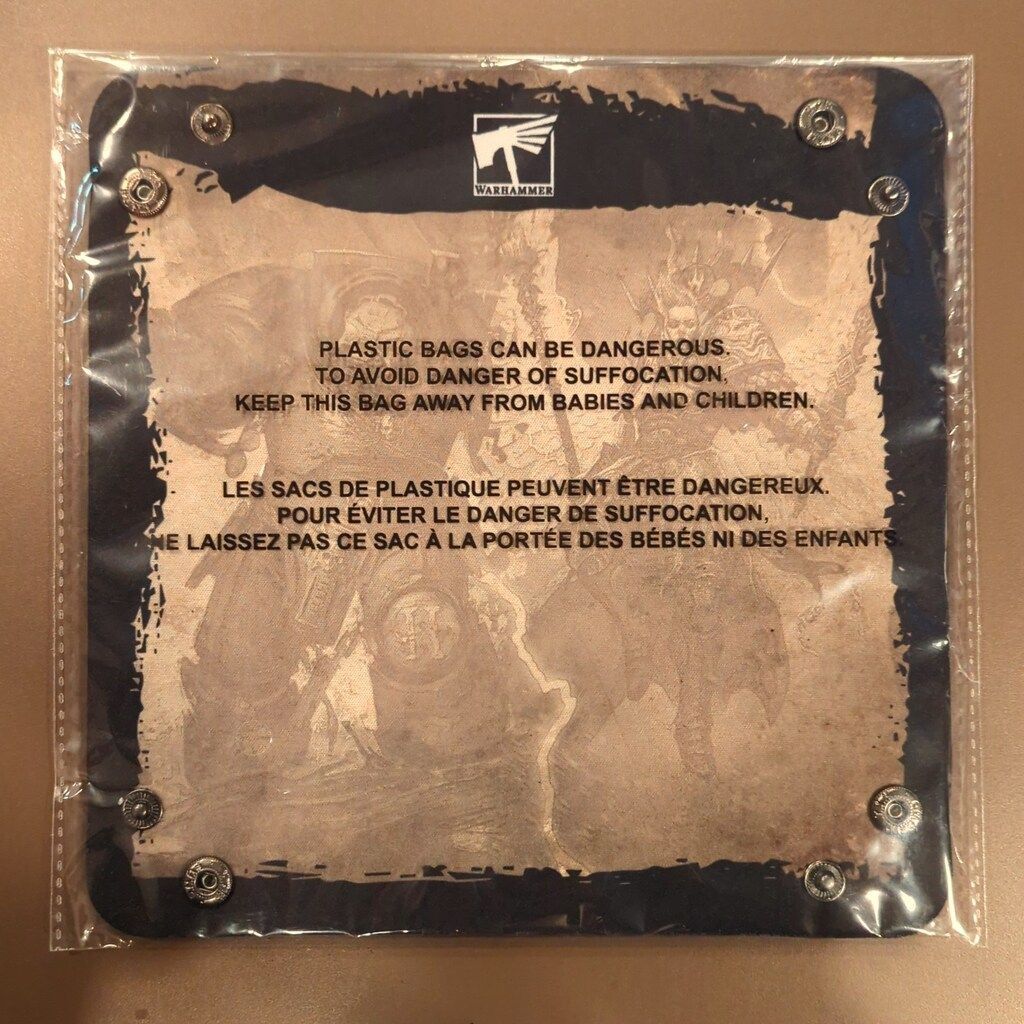 WARHAMMER
PLASTIC BAGS CAN BE DANGEROUS.
TO AVOID DANGER OF SUFFOCATION,
KEEP THIS BAG AWAY FROM BABIES AND CHILDREN.
LES SACS DE PLASTIQUE PEUVENT ÊTRE DANGEREUX.
POUR ÉVITER LE DANGER DE SUFFOCATION,
NE LAISSEZ PAS CE SAC À LA PORTÉE DES BÉBÉS NI DES ENFANTS.